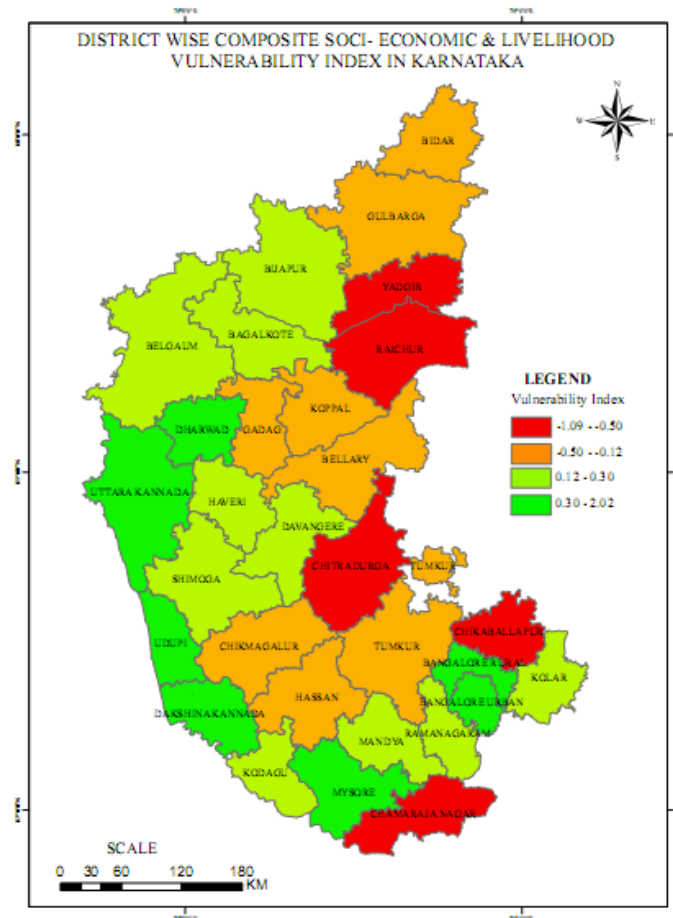 DISTRICT WISE COMPOSITE SOCI- ECONOMIC & LIVELIHOOD
VULNERABILITY INDEX IN KARNATAKA
N
W E
S
BIDAR
GULBARGA
BIJAPUR
YADGIR
BAGALKOTE
BELGAUM
RAICHUR
LEGEND
Vulnerability Index
-1.09 - -0.50
-0.50 - -0.12
0.12 - 0.30
0.30 - 2.02
KOPPAL
DHARWAD
GADAG
BELLARY
UTTARA KANNADA
HAVERI
DAVANGERE
CHITRADURGA
TUMKUR
SHIMOGA
CHIKABALLAPUR
UDUPI
CHIKMAGALUR
TUMKUR
BANGALORE RURAL
KOLAR
HASSAN
BANGALORE URBAN
DAKSHINA KANNADA
RAMANAGARAM
MANDYA
KODAGU
MYSORE
CHAMARAJA NAGAR
SCALE
0 30 60 120 180
KM